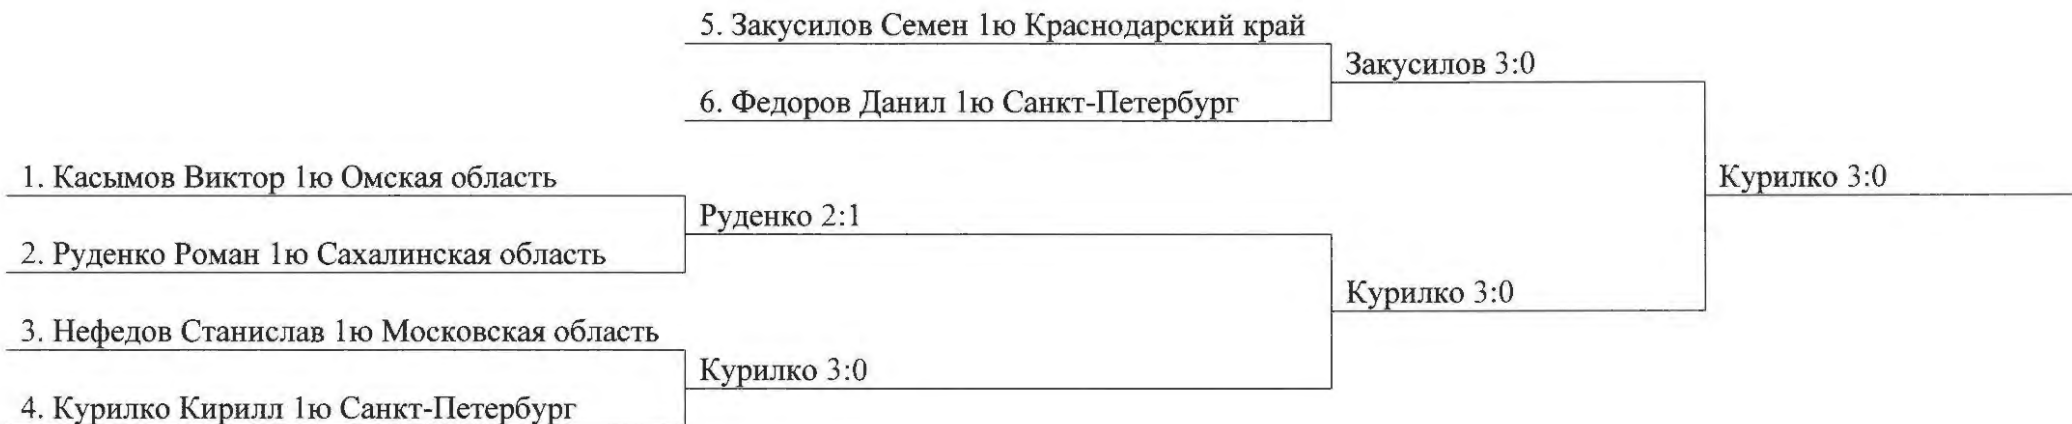 5. Закусилов Семен 1ю Краснодарский край
Закусилов 3:0
6. Федоров Данил 1ю Санкт-Петербург
1. Касымов Виктор 1ю Омская область
Курилко 3:0
Руденко 2:1
2. Руденко Роман 1ю Сахалинская область
Курилко 3:0
3. Нефедов Станислав 1ю Московская область
Курилко 3:0
4. Курилко Кирилл 1ю Санкт-Петербург